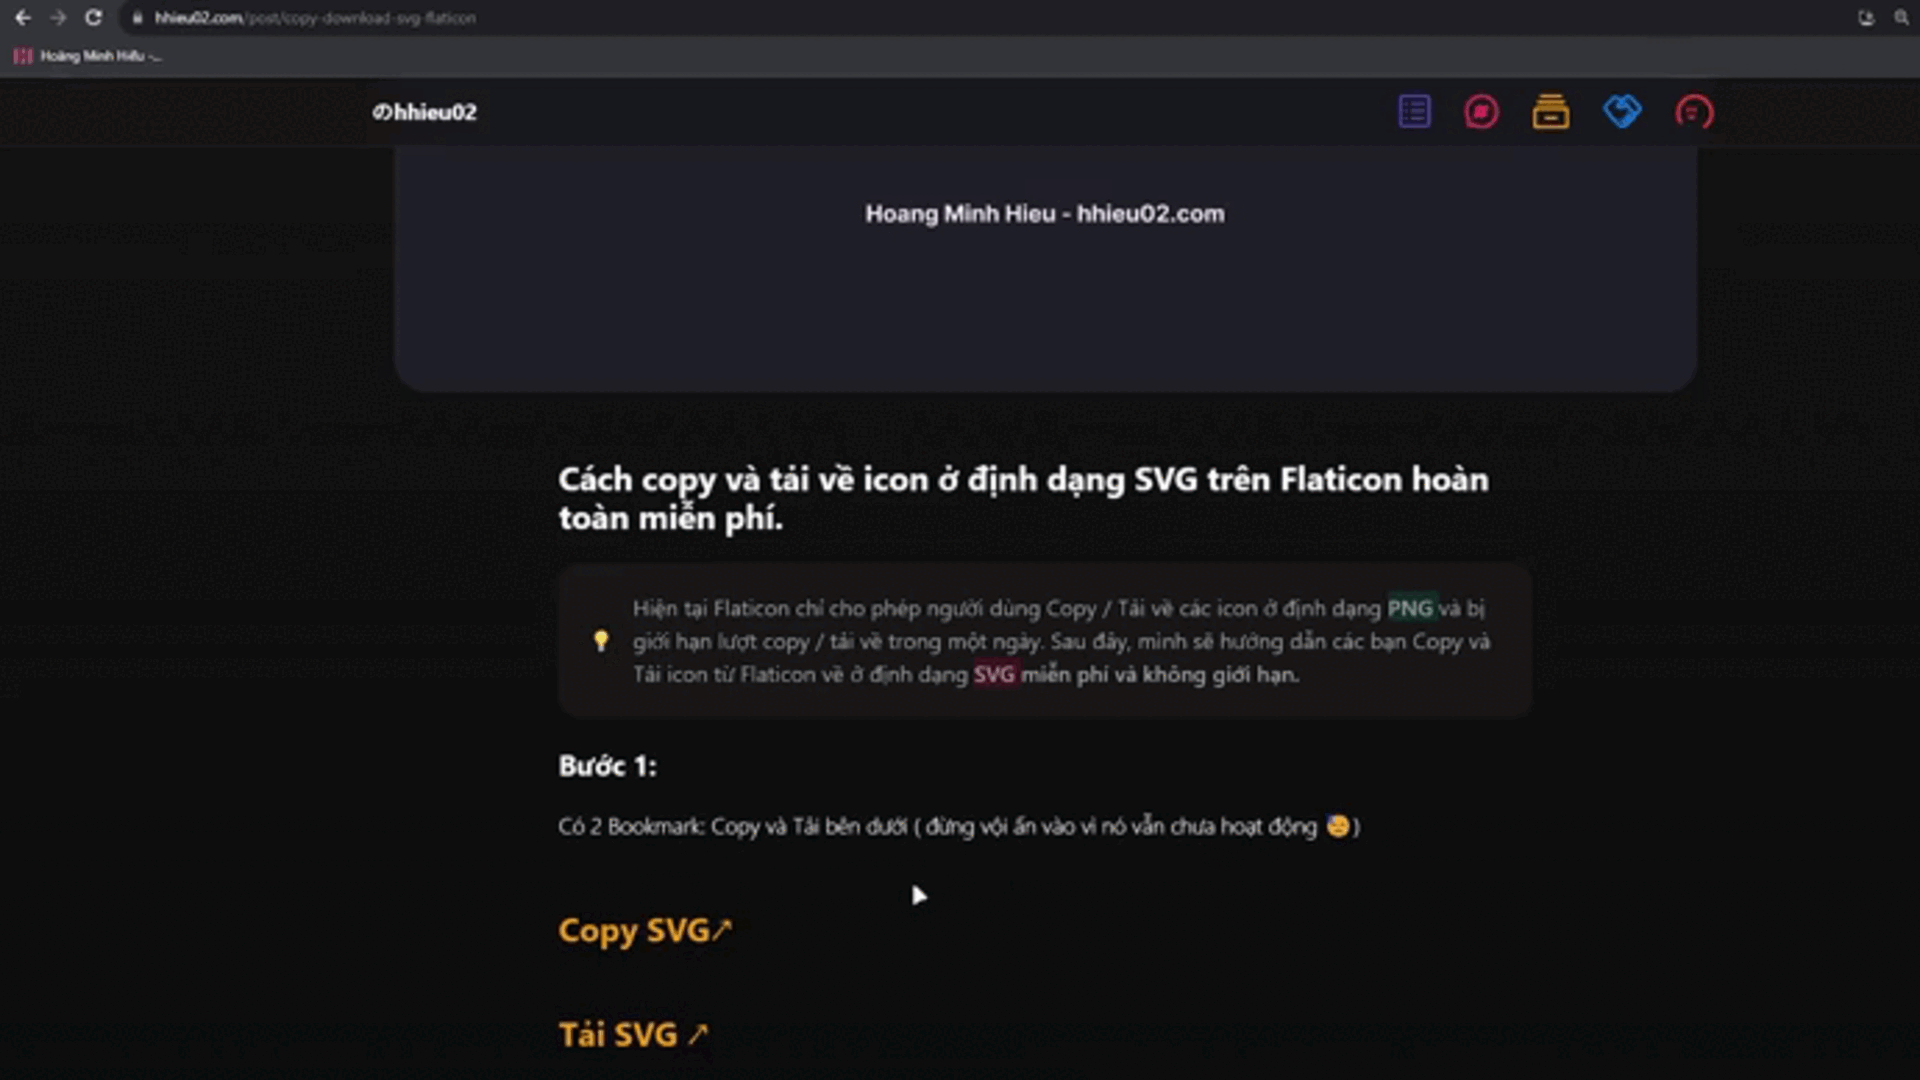 hhieu02.com/post/copy-download-svg-flaticon
Hoàng Minh Hiếu -...
のhhieu02
Hoang Minh Hieu - hhieu02.com
Cách copy và tải về icon ở định dạng SVG trên Flaticon hoàn
toàn miễn phí.
Hiện tại Flaticon chỉ cho phép người dùng Copy / Tải về các icon ở định dạng PNG và bị
giới hạn lượt copy / tải về trong một ngày. Sau đây, mình sẽ hướng dẫn các bạn Copy và
Tải icon từ Flaticon về ở định dạng SVG miễn phí và không giới hạn.
Bước 1:
Có 2 Bookmark: Copy và Tải bên dưới ( đừng vội ấn vào vì nó vẫn chưa hoạt động 😓)
Copy SVG↗
Tải SVG ↗